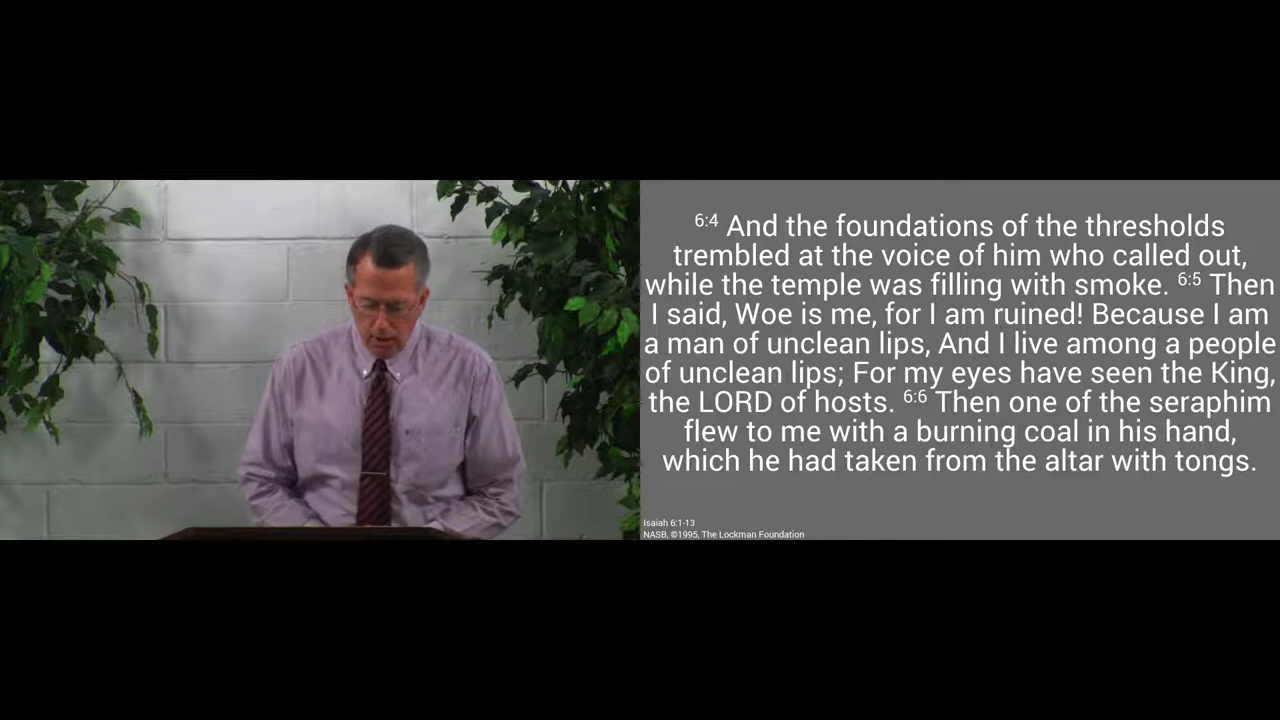 6:4 And the foundations of the thresholds
trembled at the voice of him who called out,
while the temple was filling with smoke. 6:5 Then
I said, Woe is me, for I am ruined! Because I am
a man of unclean lips, And I live among a people
of unclean lips; For my eyes have seen the King,
the LORD of hosts. 6:6 Then one of the seraphim
flew to me with a burning coal in his hand,
which he had taken from the altar with tongs.
Isaiah 6:1-13
NASB, ©1995, The Lockman Foundation